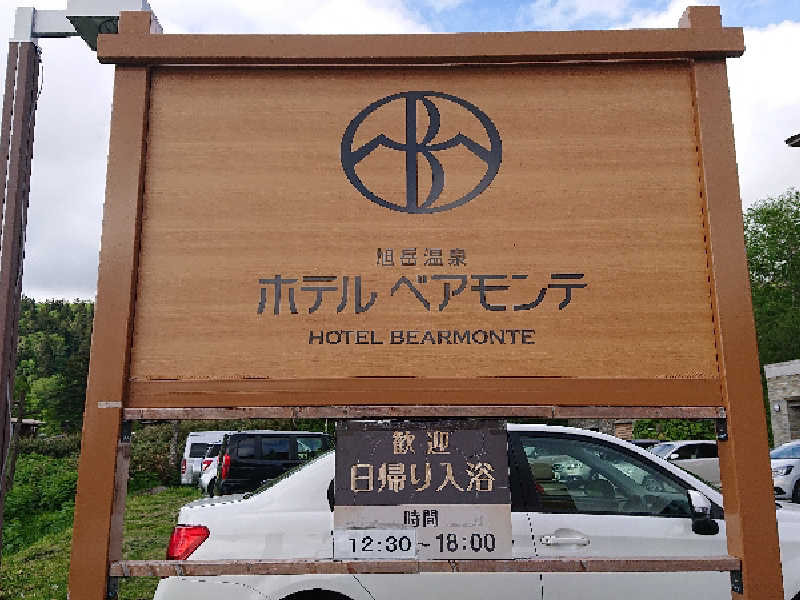 旭岳温泉
ホテル ベアモンテ
HOTEL BEARMONTE
歓迎
日帰り入浴
時間
12:30～18:00